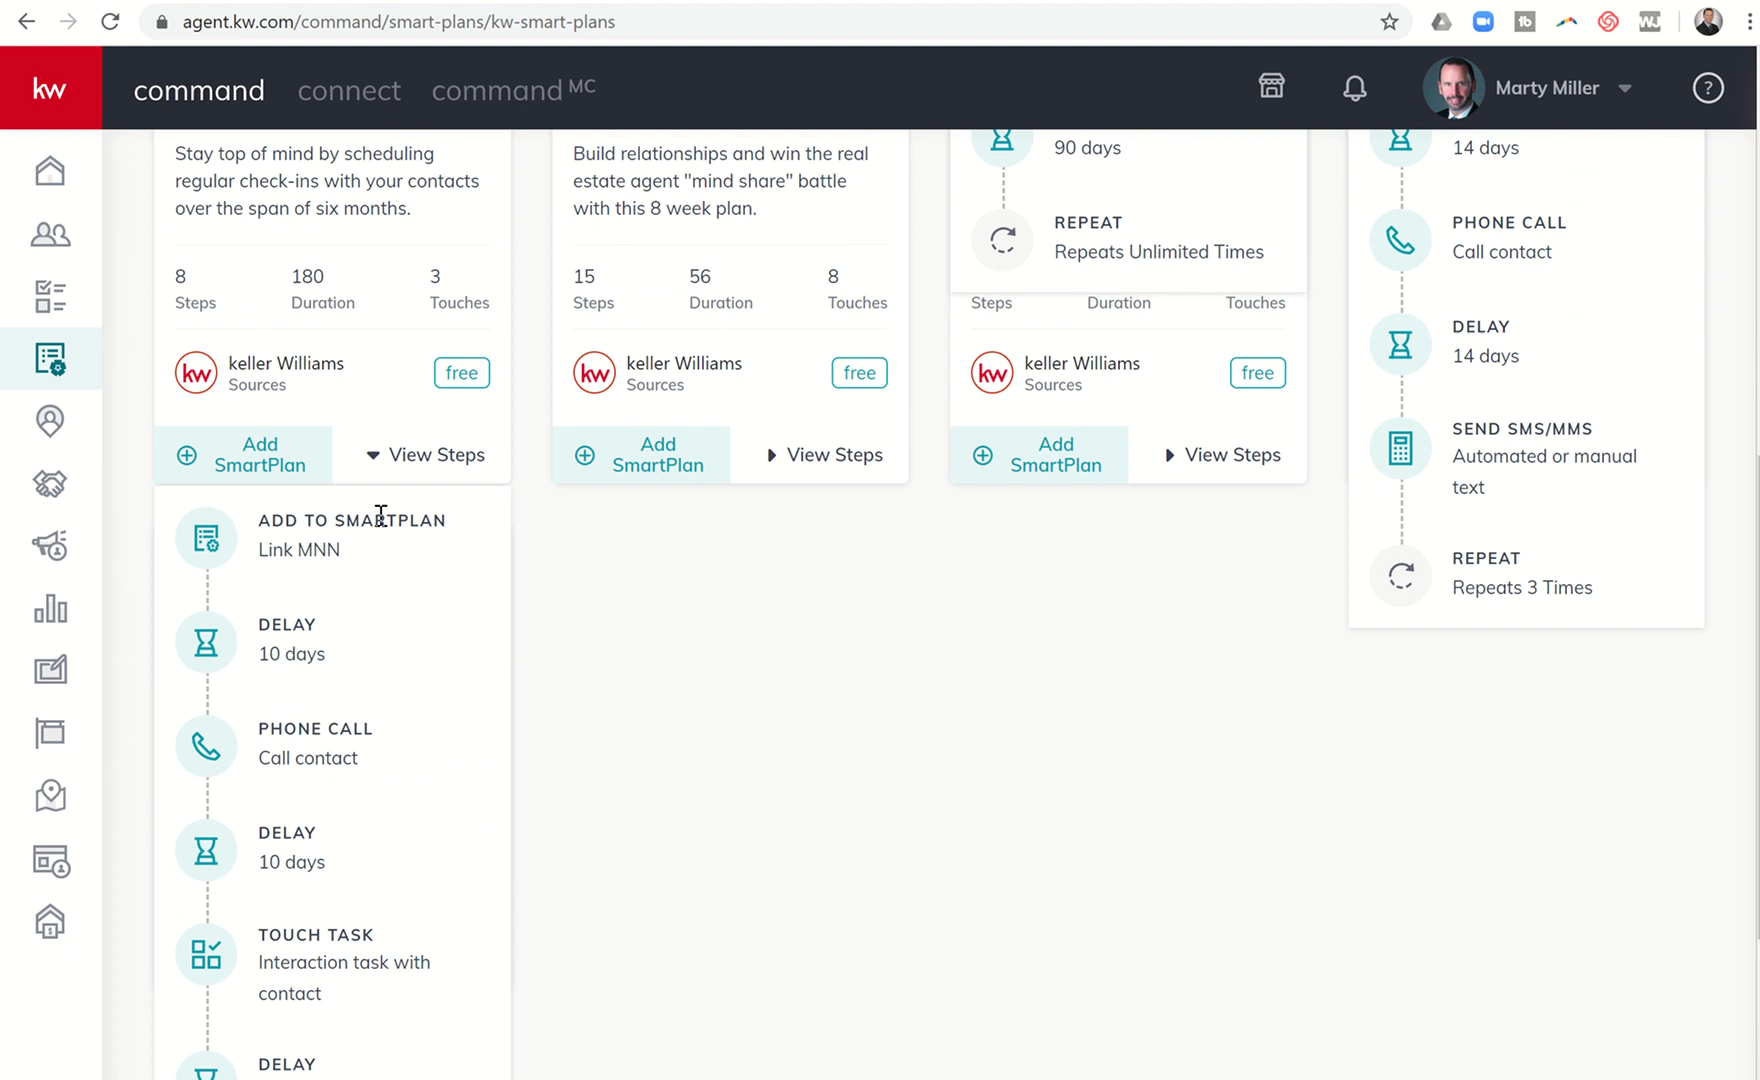 agent.kw.com/command/smart-plans/kw-smart-plans
kw command connect command MC
Marty Miller
?
Stay top of mind by scheduling
regular check-ins with your contacts
over the span of six months.
8 180 3
Steps Duration Touches
kw keller Williams
Sources
free
Add
SmartPlan
View Steps
ADD TO SMARTPLAN
Link MNN
DELAY
10 days
PHONE CALL
Call contact
DELAY
10 days
TOUCH TASK
Interaction task with
contact
DELAY
Build relationships and win the real
estate agent "mind share" battle
with this 8 week plan.
15 56 8
Steps Duration Touches
kw keller Williams
Sources
free
Add
SmartPlan
View Steps
90 days
REPEAT
Repeats Unlimited Times
Steps Duration Touches
kw keller Williams
Sources
free
Add
SmartPlan
View Steps
14 days
PHONE CALL
Call contact
DELAY
14 days
SEND SMS/MMS
Automated or manual
text
REPEAT
Repeats 3 Times